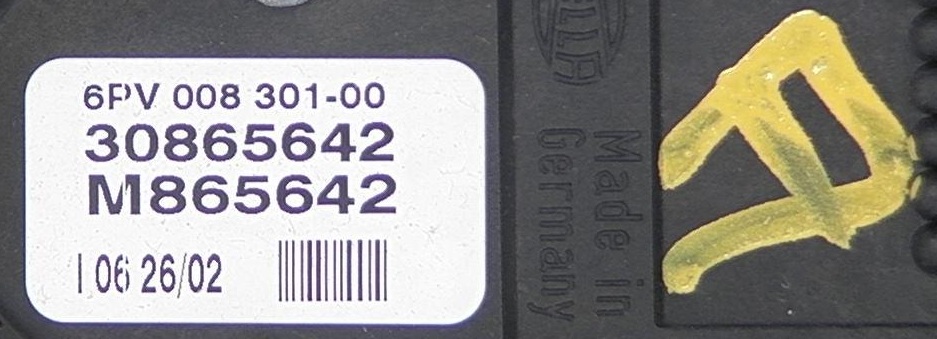 6PV 008 301-00
30865642
M865642
I 06 26/02
HELLA
Made in
Germany